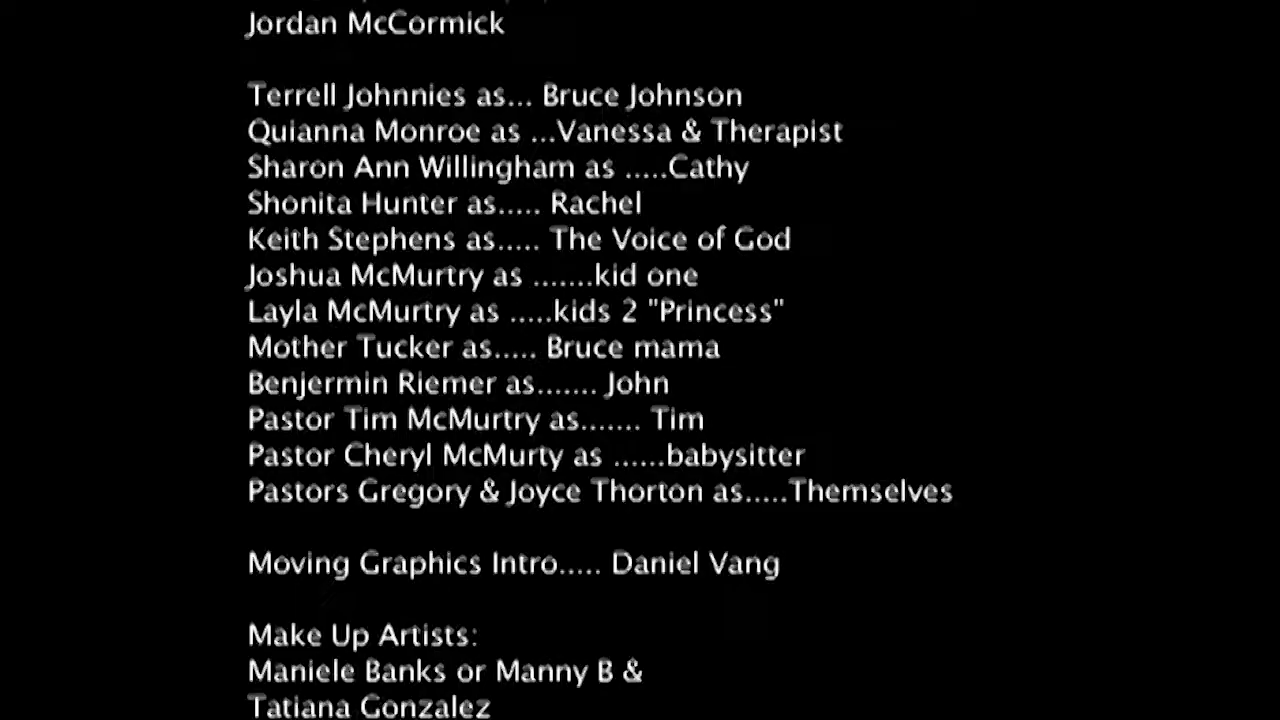 Jordan McCormick
Terrell Johnnies as... Bruce Johnson
Quianna Monroe as ...Vanessa & Therapist
Sharon Ann Willingham as .....Cathy
Shonita Hunter as..... Rachel
Keith Stephens as..... The Voice of God
Joshua McMurtry as .......kid one
Layla McMurtry as .....kids 2 "Princess"
Mother Tucker as..... Bruce mama
Benjermin Riemer as....... John
Pastor Tim McMurtry as....... Tim
Pastor Cheryl McMurty as ......babysitter
Pastors Gregory & Joyce Thorton as.....Themselves
Moving Graphics Intro..... Daniel Vang
Make Up Artists:
Maniele Banks or Manny B &
Tatiana Gonzalez